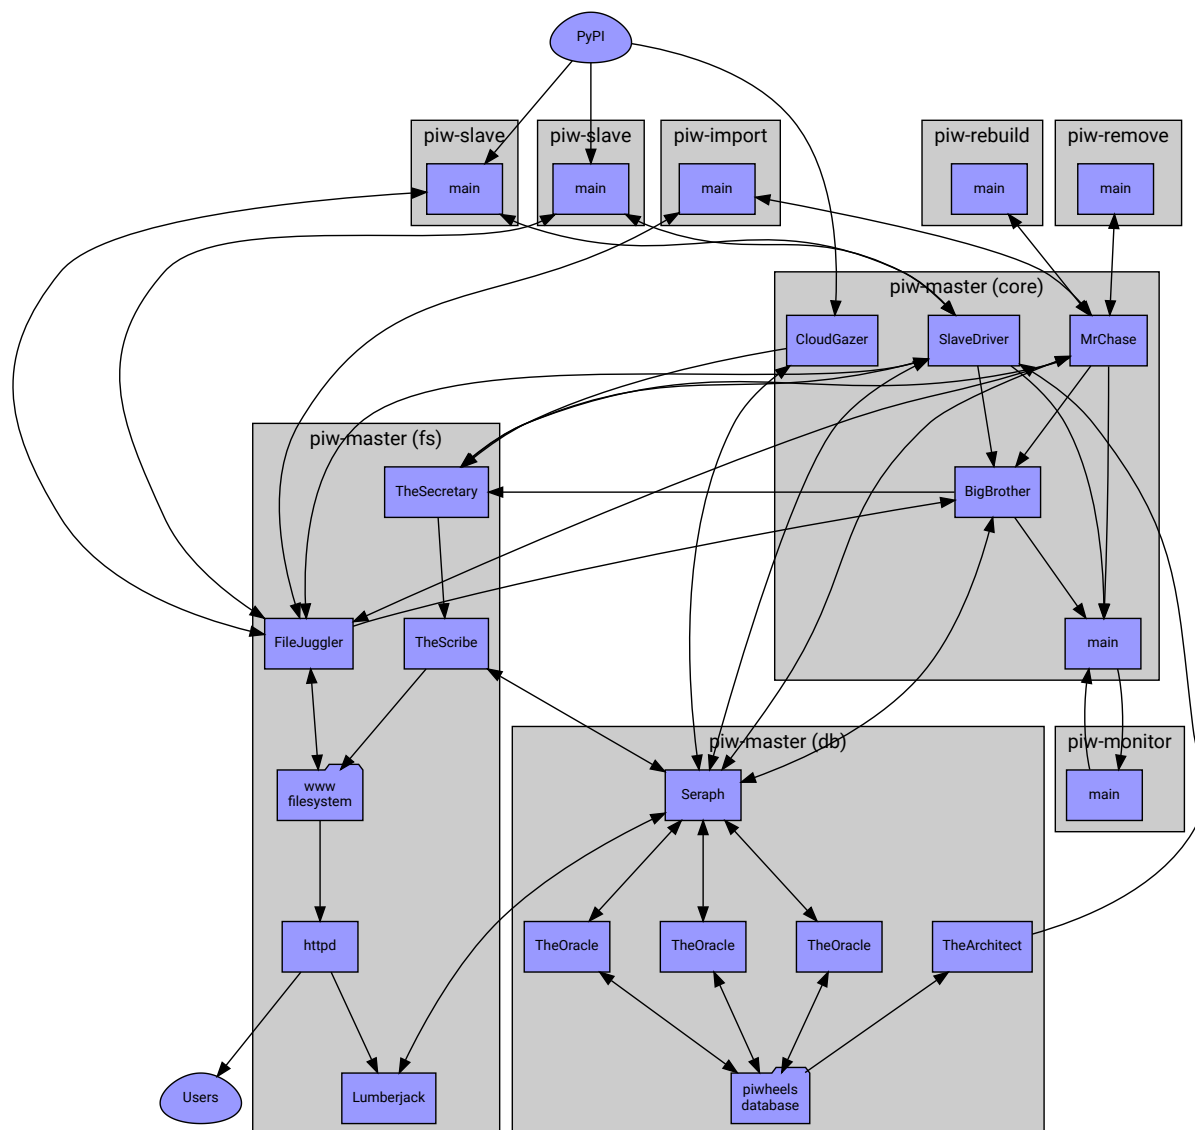 PyPI
piw-slave
piw-slave
piw-import
piw-rebuild
piw-remove
main
main
main
main
main
piw-master (core)
CloudGazer
SlaveDriver
MrChase
piw-master (fs)
TheSecretary
BigBrother
FileJuggler
TheScribe
main
piw-master (db)
piw-monitor
www
filesystem
Seraph
main
httpd
TheOracle
TheOracle
TheOracle
TheArchitect
Users
Lumberjack
piwheels
database